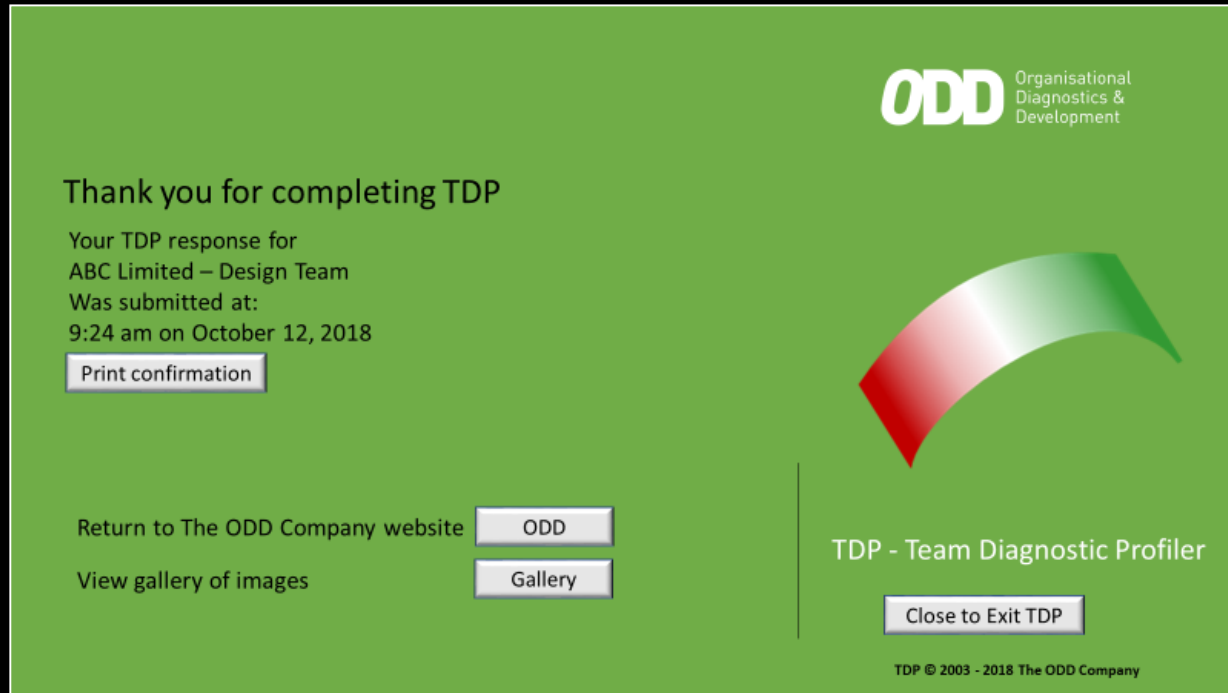 ODD
Organisational
Diagnostics &
Development
Thank you for completing TDP
Your TDP response for
ABC Limited – Design Team
Was submitted at:
9:24 am on October 12, 2018
Print confirmation
Return to The ODD Company website
ODD
View gallery of images
Gallery
TDP - Team Diagnostic Profiler
Close to Exit TDP
TDP © 2003 - 2018 The ODD Company